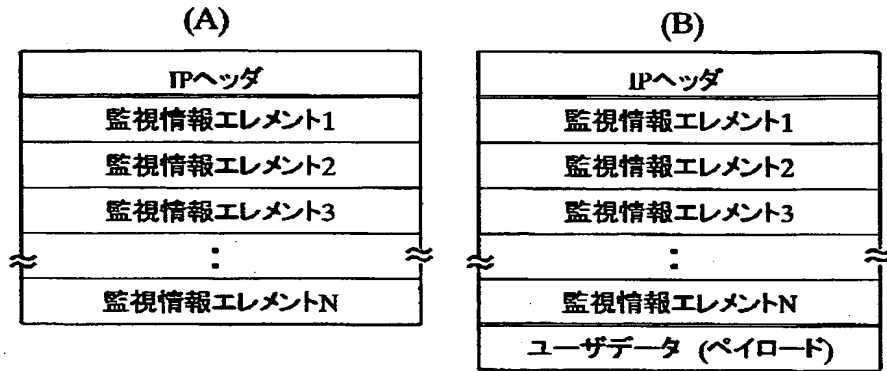 (A)
IPヘッダ
監視情報エレメント1
監視情報エレメント2
監視情報エレメント3
:
監視情報エレメントN
(B)
IPヘッダ
監視情報エレメント1
監視情報エレメント2
監視情報エレメント3
:
監視情報エレメントN
ユーザデータ (ペイロード)